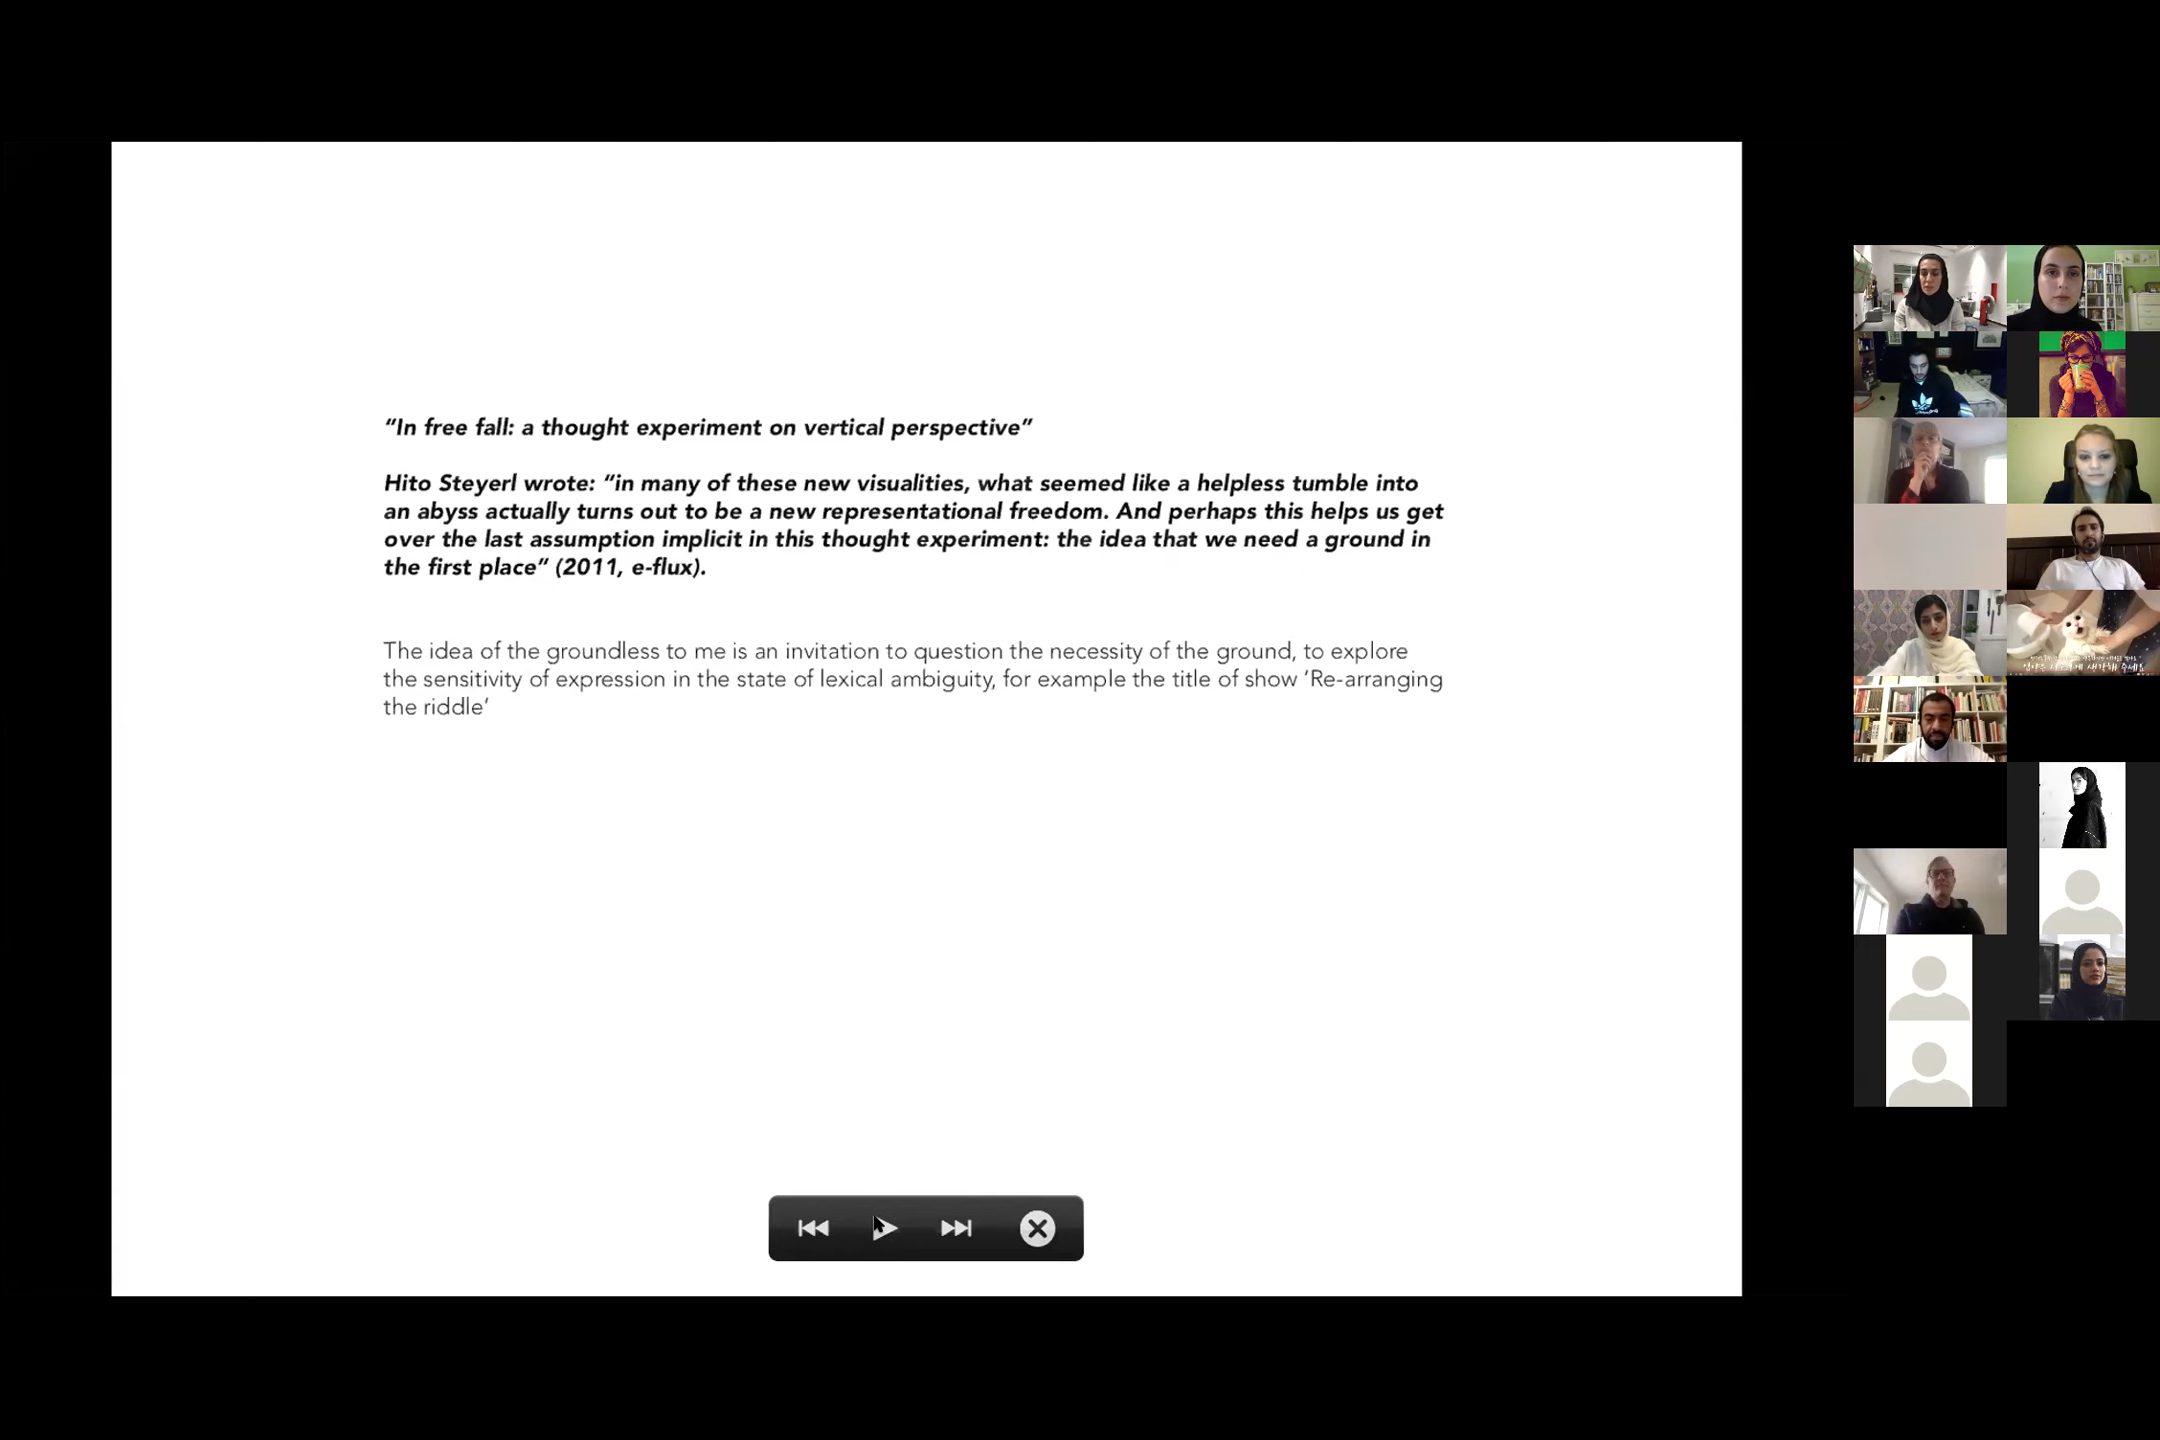 “In free fall: a thought experiment on vertical perspective”
Hito Steyerl wrote: “in many of these new visualities, what seemed like a helpless tumble into
an abyss actually turns out to be a new representational freedom. And perhaps this helps us get
over the last assumption implicit in this thought experiment: the idea that we need a ground in
the first place” (2011, e-flux).
The idea of the groundless to me is an invitation to question the necessity of the ground, to explore
the sensitivity of expression in the state of lexical ambiguity, for example the title of show ‘Re-arranging
the riddle’